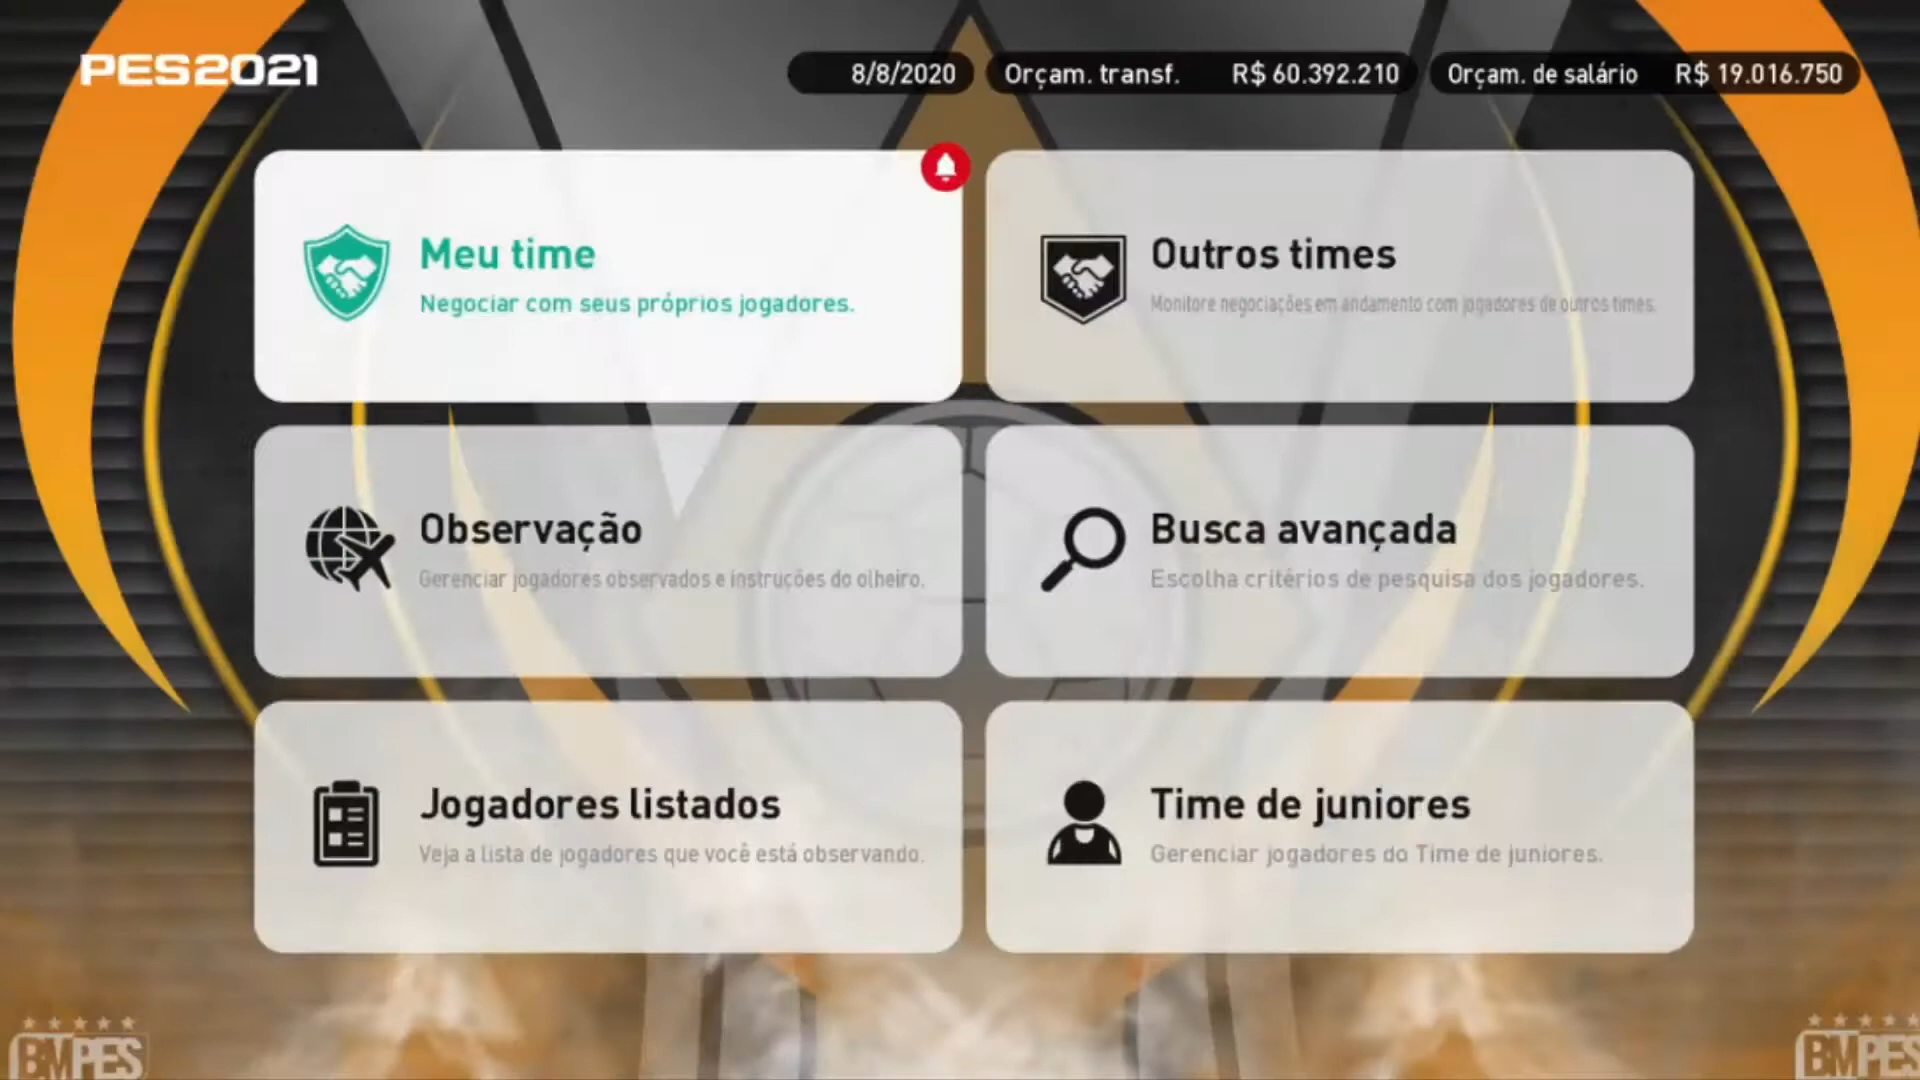 PES2021
8/8/2020
Orçam. transf. R$ 60.392.210
Orçam. de salário R$ 19.016.750
Meu time
Negociar com seus próprios jogadores.
Outros times
Monitore negociações em andamento com jogadores de outros times.
Observação
Gerenciar jogadores observados e instruções do olheiro.
Busca avançada
Escolha critérios de pesquisa dos jogadores.
Jogadores listados
Veja a lista de jogadores que você está observando.
Time de juniores
Gerenciar jogadores do Time de juniores.
BMPES
BMPES